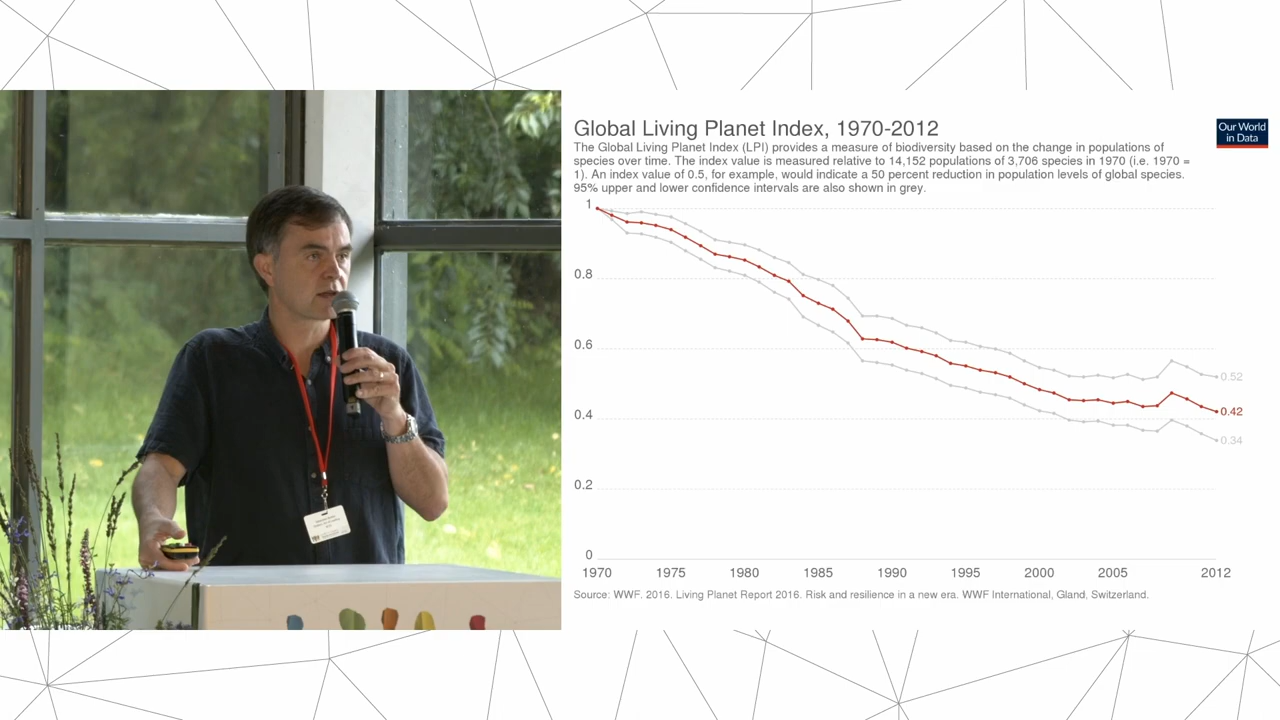 Global Living Planet Index, 1970-2012
Our World
in Data
The Global Living Planet Index (LPI) provides a measure of biodiversity based on the change in populations of
species over time. The index value is measured relative to 14,152 populations of 3,706 species in 1970 (i.e. 1970 =
1). An index value of 0.5, for example, would indicate a 50 percent reduction in population levels of global species.
95% upper and lower confidence intervals are also shown in grey.
1
0.8
0.6
0.52
0.4
0.42
0.34
0.2
0
1970 1975 1980 1985 1990 1995 2000 2005 2012
Source: WWF. 2016. Living Planet Report 2016. Risk and resilience in a new era. WWF International, Gland, Switzerland.